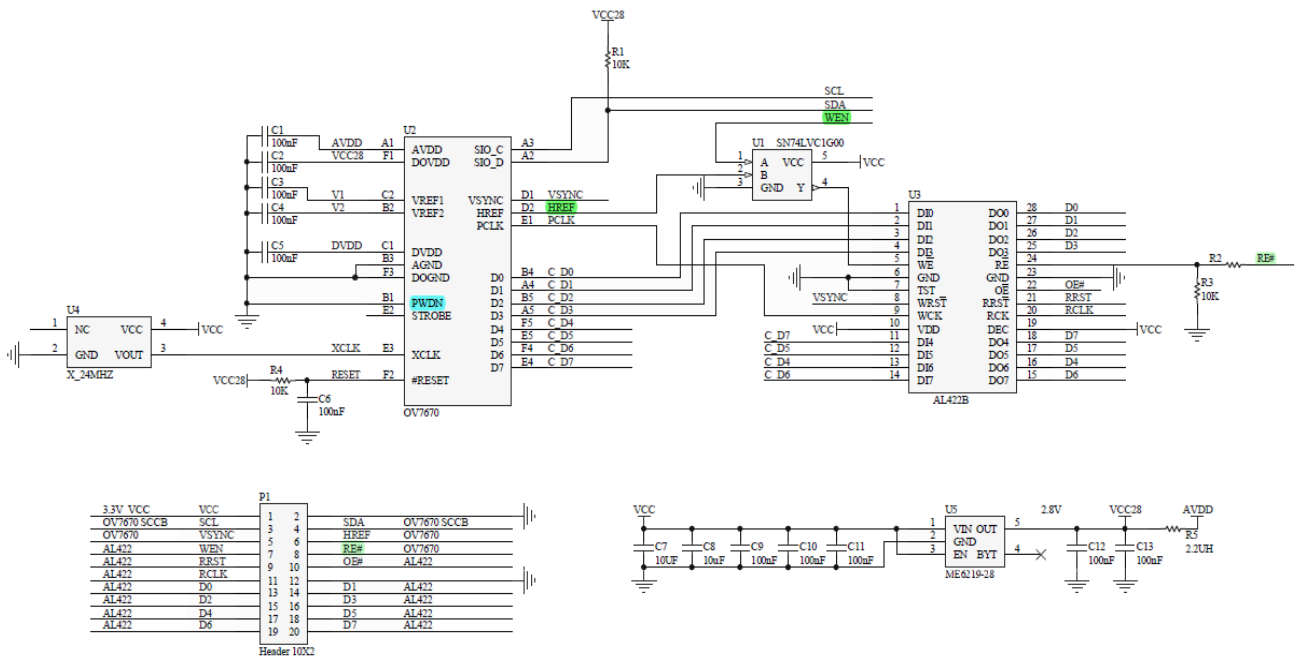 VCC28
R1
10K
SCL
SDA
WEN
C1
100nF
AVDD A1
C2
100nF
VCC28 F1
C3
100nF
V1 C2
C4
100nF
V2 B2
C5
100nF
DVDD C1
B3
F3
B1
E2
U2
AVDD SIO_C A3
DOVDD SIO_D A2
VREF1 VSYNC D1 VSYNC
VREF2 HREF D2 HREF
PCLK E1 PCLK
DVDD
AGND
DOGND D0 B4 C_D0
D1 A4 C_D1
PWDN D2 B5 C_D2
STROBE D3 A5 C_D3
D4 F5 C_D4
D5 E5 C_D5
XCLK D6 F4 C_D6
D7 E4 C_D7
#RESET
OV7670
U1 SN74LVC1G00
1 A VCC 5 VCC
2 B
3 GND Y 4
U3
1 DI0 DO0 28 D0
2 DI1 DO1 27 D1
3 DI2 DO2 26 D2
4 DI3 DO3 25 D3
5 WE RE 24
6 GND GND 23
7 TST OE 22 OE#
VSYNC 8 WRST RRST 21 RRST
9 WCK RCK 20 RCLK
VCC 10 VDD DEC 19 VCC
C_D7 11 DI4 DO4 18 D7
C_D5 12 DI5 DO5 17 D5
C_D4 13 DI6 DO6 16 D4
C_D6 14 DI7 DO7 15 D6
AL422B
R2 RE#
R3
10K
U4
1 NC VCC 4 VCC
2 GND VOUT 3 XCLK E3
X_24MHZ
VCC28 R4 RESET F2
10K
C6
100nF
P1
3.3V VCC VCC 1 2
OV7670 SCCB SCL 3 4 SDA OV7670 SCCB
OV7670 VSYNC 5 6 HREF OV7670
AL422 WEN 7 8 RE# OV7670
AL422 RRST 9 10 OE# AL422
AL422 RCLK 11 12
AL422 D0 13 14 D1 AL422
AL422 D2 15 16 D3 AL422
AL422 D4 17 18 D5 AL422
AL422 D6 19 20 D7 AL422
Header 10X2
VCC
C7
10UF
C8
10uF
C9
100nF
C10
100nF
C11
100nF
U5
1 VIN OUT 5 2.8V VCC28 AVDD
2 GND
3 EN BYT 4
ME6219-28
C12
100nF
C13
100nF
R5
2.2UH